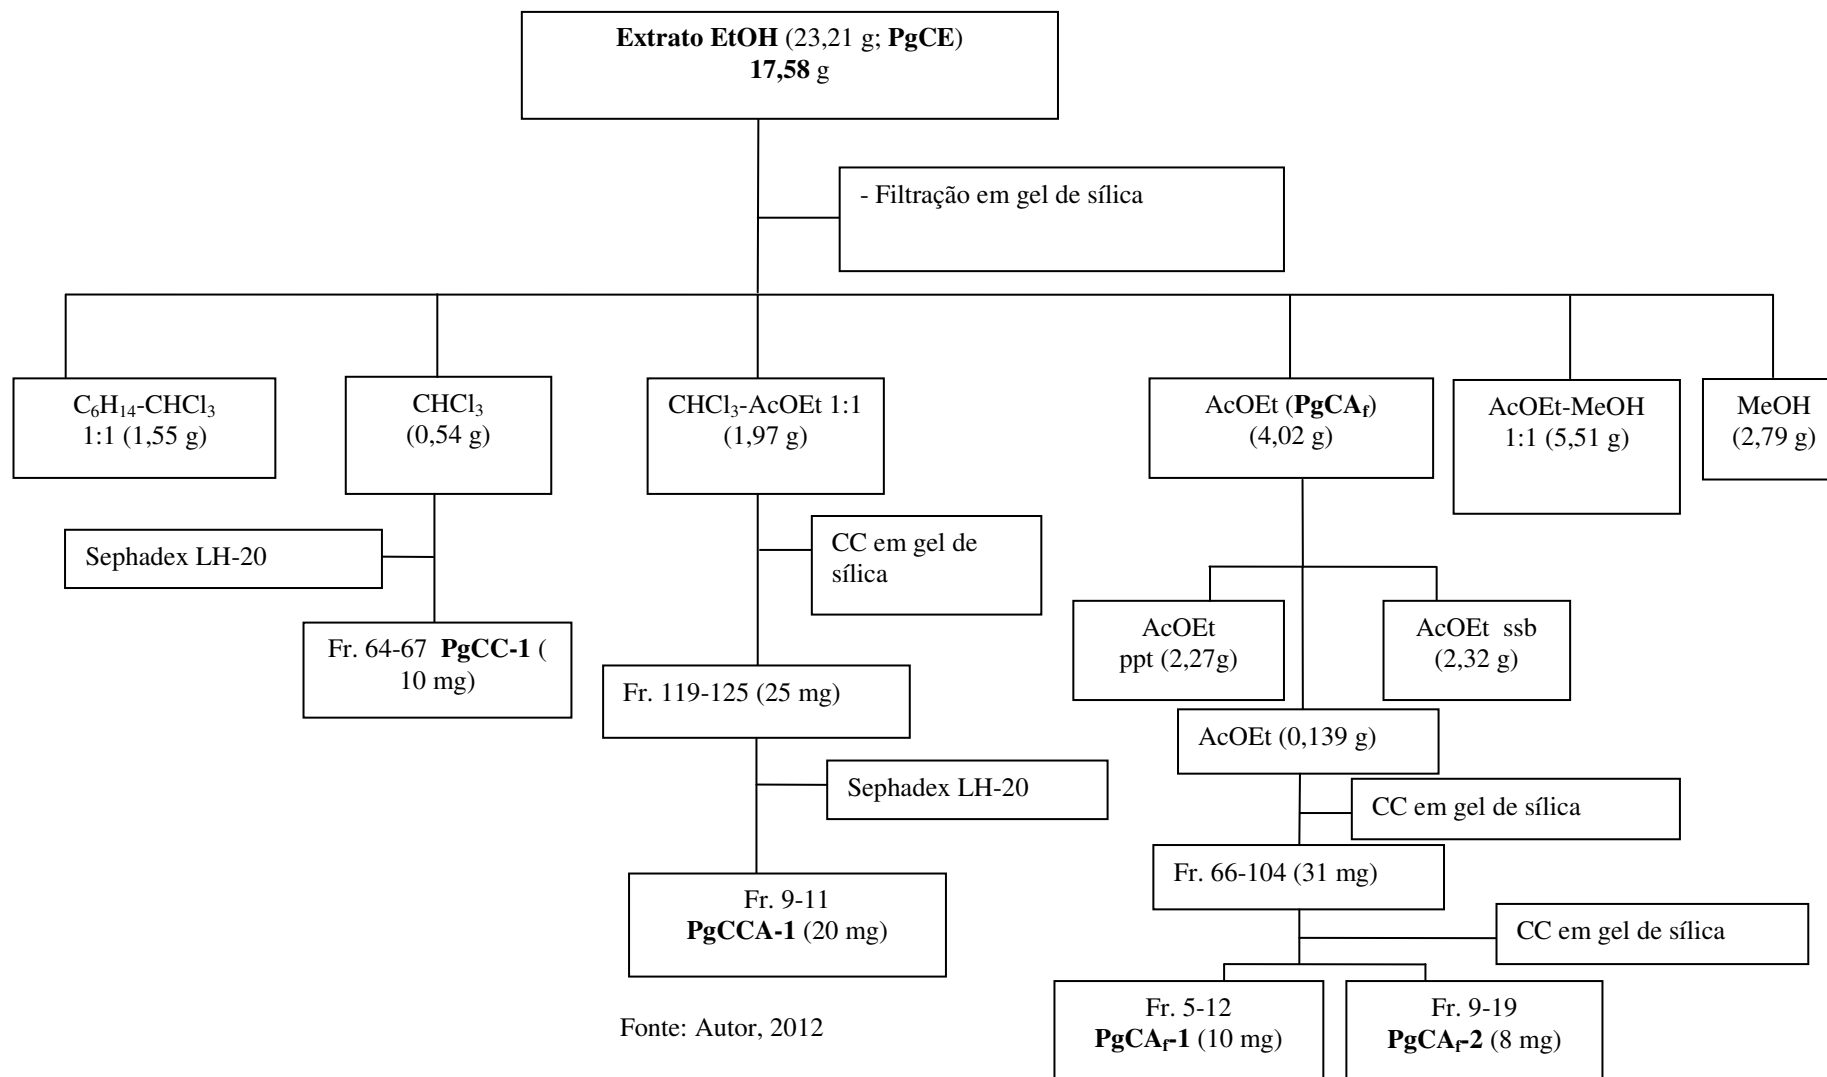 Extrato EtOH (23,21 g; PgCE)
17,58 g
- Filtração em gel de sílica
C6H14-CHCl3
1:1 (1,55 g)
CHCl3
(0,54 g)
CHCl3-AcOEt 1:1
(1,97 g)
AcOEt (PgCAf)
(4,02 g)
AcOEt-MeOH
1:1 (5,51 g)
MeOH
(2,79 g)
Sephadex LH-20
CC em gel de
sílica
Fr. 64-67 PgCC-1 (
10 mg)
AcOEt
ppt (2,27g)
AcOEt ssb
(2,32 g)
Fr. 119-125 (25 mg)
AcOEt (0,139 g)
Sephadex LH-20
CC em gel de sílica
Fr. 66-104 (31 mg)
Fr. 9-11
PgCCA-1 (20 mg)
CC em gel de sílica
Fr. 5-12
PgCAf-1 (10 mg)
Fr. 9-19
PgCAf-2 (8 mg)
Fonte: Autor, 2012